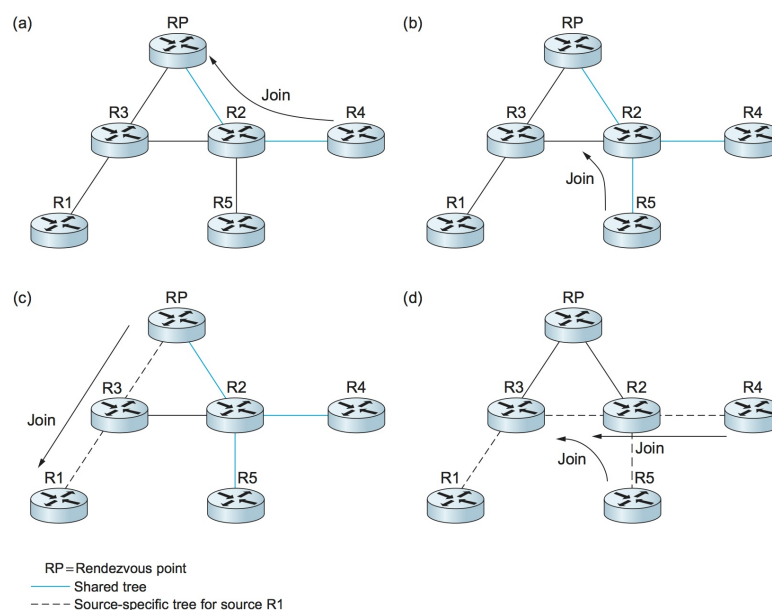 (a)
RP
Join
R3
R2
R4
R1
R5
(b)
RP
R3
R2
R4
Join
R1
R5
(c)
RP
R3
R2
R4
Join
R1
R5
(d)
RP
R3
R2
R4
Join
Join
R1
R5
RP=Rendezvous point
Shared tree
Source-specific tree for source R1